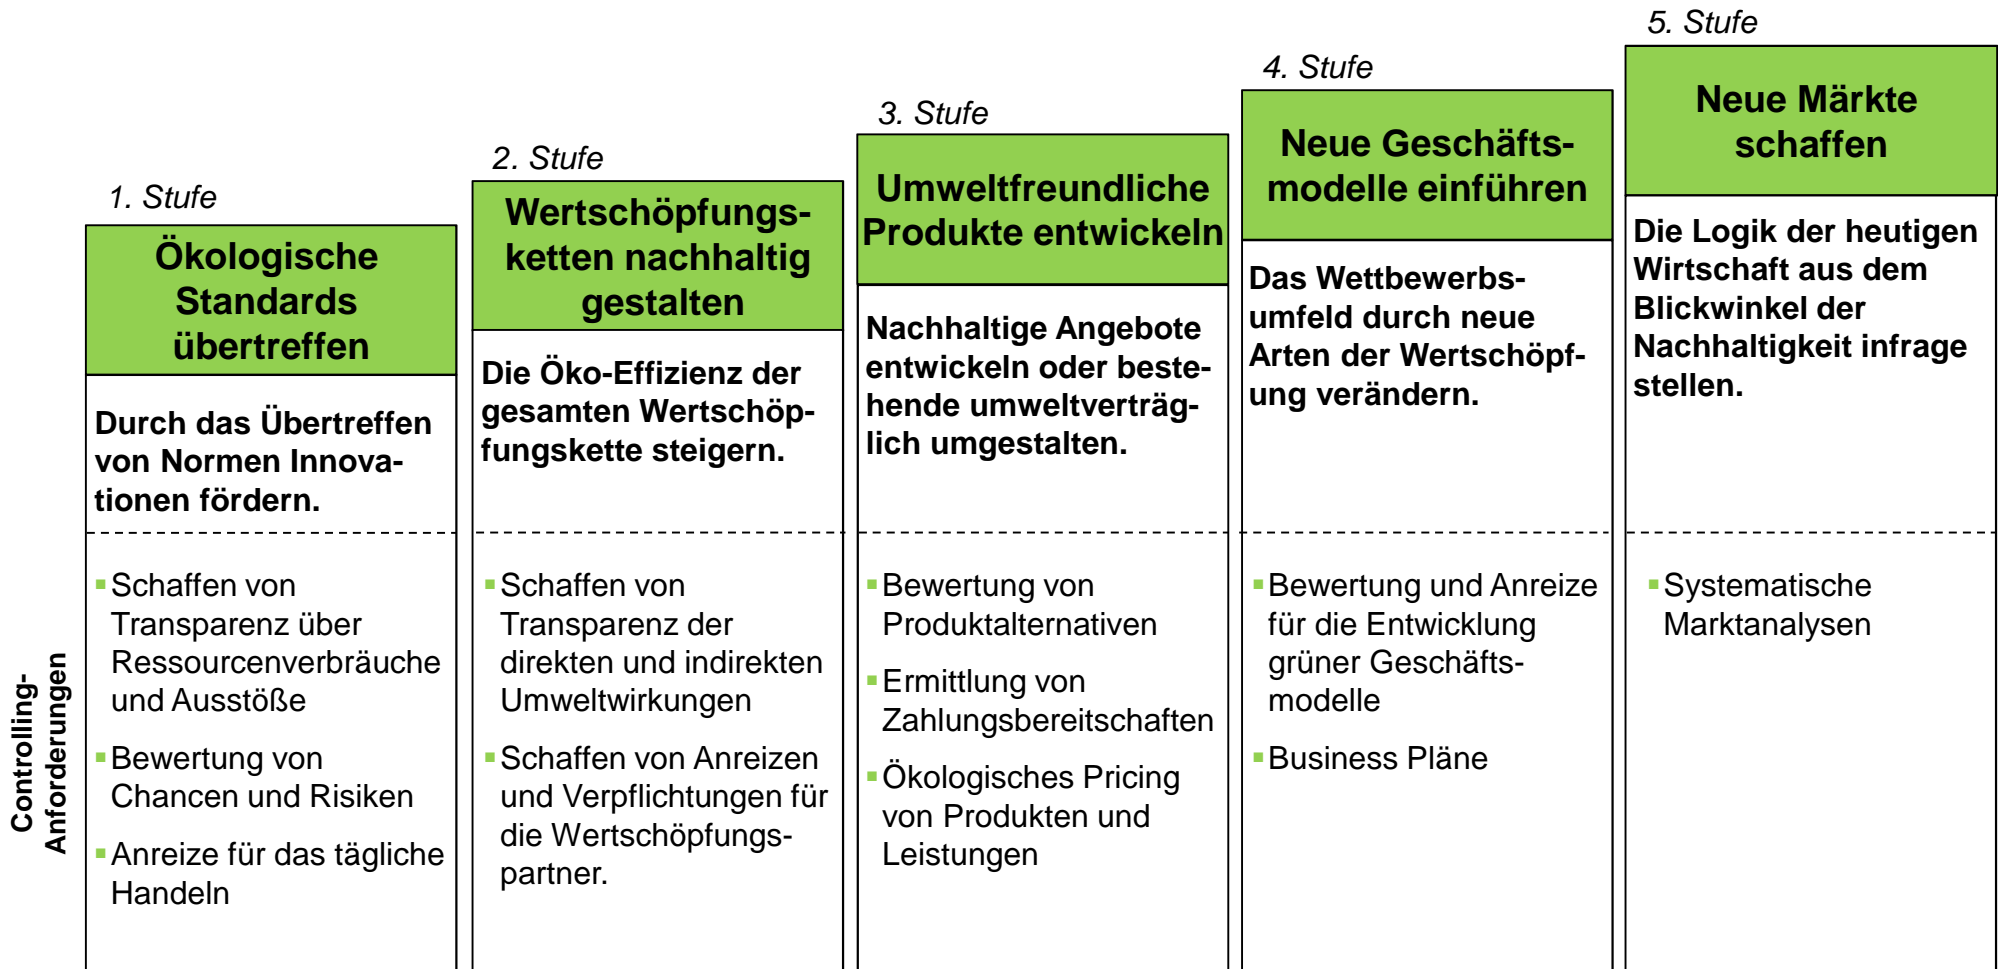 1. Stufe
Ökologische
Standards
übertreffen
Durch das Übertreffen
von Normen Innova-
tionen fördern.
2. Stufe
Wertschöpfungs-
ketten nachhaltig
gestalten
Die Öko-Effizienz der
gesamten Wertschöp-
fungskette steigern.
3. Stufe
Umweltfreundliche
Produkte entwickeln
Nachhaltige Angebote
entwickeln oder beste-
hende umweltverträg-
lich umgestalten.
4. Stufe
Neue Geschäfts-
modelle einführen
Das Wettbewerbs-
umfeld durch neue
Arten der Wertschöpf-
ung verändern.
5. Stufe
Neue Märkte
schaffen
Die Logik der heutigen
Wirtschaft aus dem
Blickwinkel der
Nachhaltigkeit infrage
stellen.
Controlling-
Anforderungen
▪Schaffen von
Transparenz über
Ressourcenverbräuche
und Ausstöße
▪Bewertung von
Chancen und Risiken
▪Anreize für das tägliche
Handeln
▪Schaffen von
Transparenz der
direkten und indirekten
Umweltwirkungen
▪Schaffen von Anreizen
und Verpflichtungen für
die Wertschöpfungs-
partner.
▪Bewertung von
Produktalternativen
▪Ermittlung von
Zahlungsbereitschaften
▪Ökologisches Pricing
von Produkten und
Leistungen
▪Bewertung und Anreize
für die Entwicklung
grüner Geschäfts-
modelle
▪Business Pläne
▪Systematische
Marktanalysen